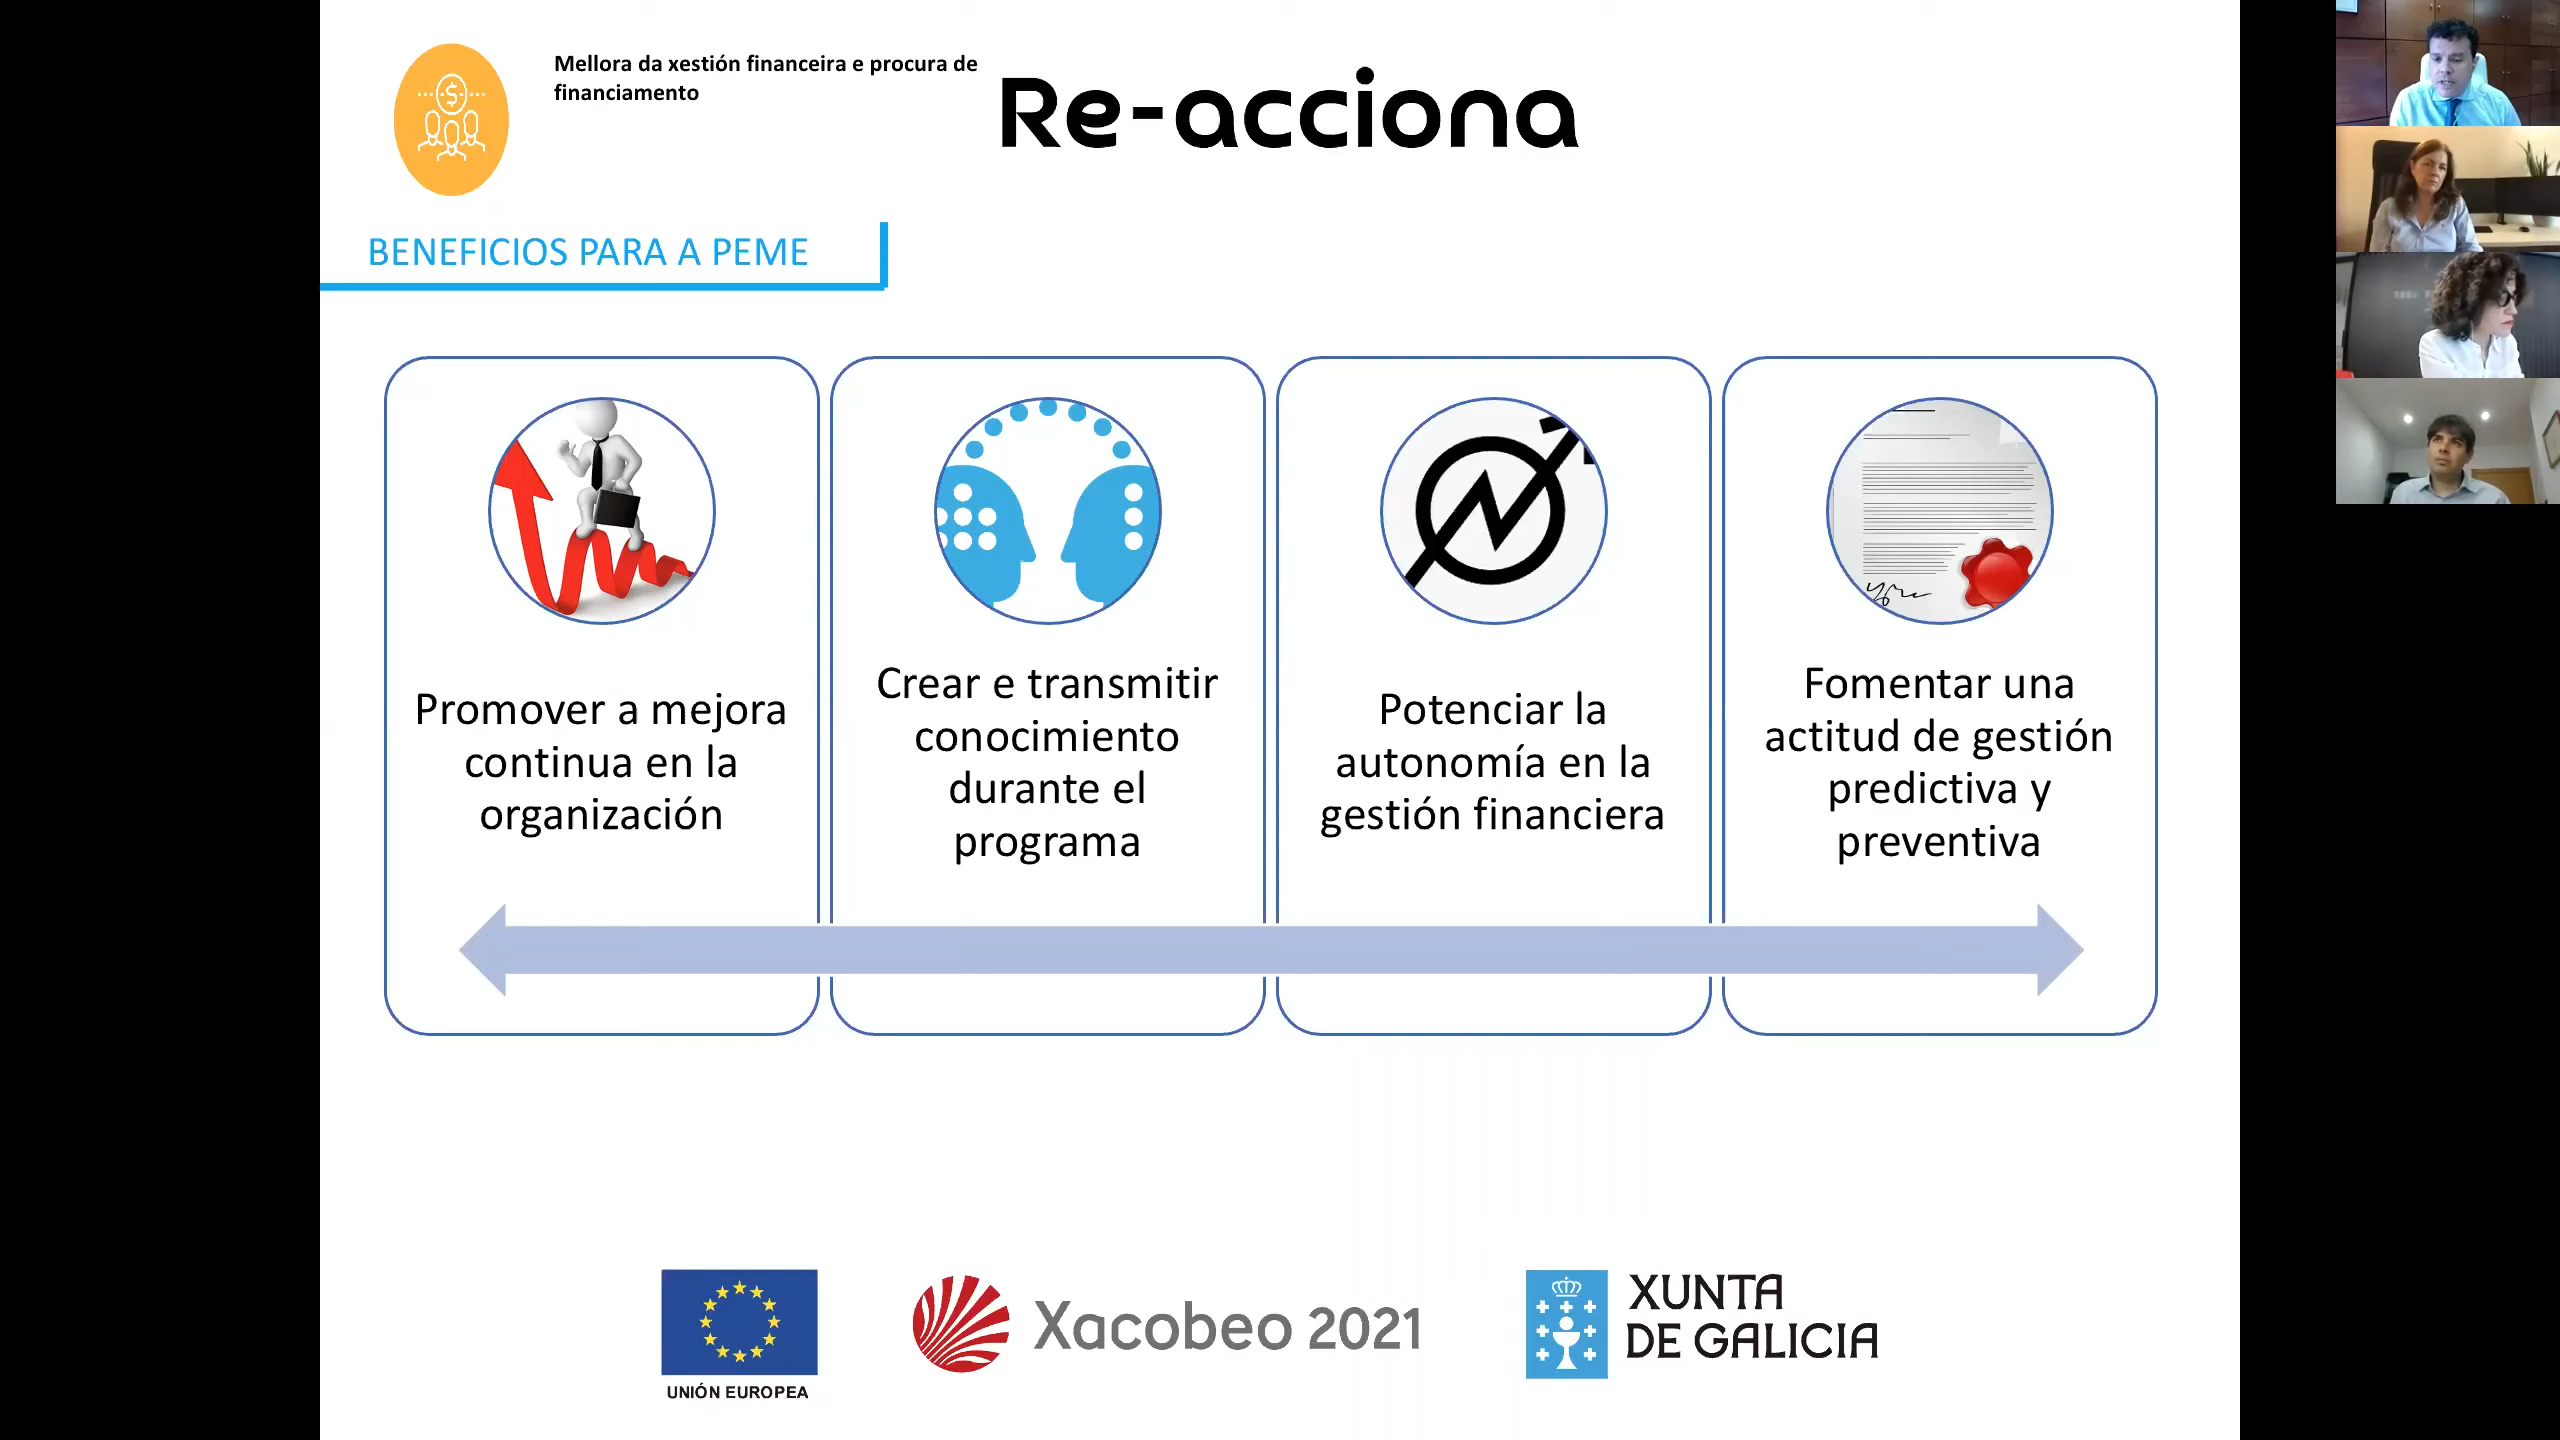 Mellora da xestión financeira e procura de
financiamento
Re-acciona
BENEFICIOS PARA A PEME
Promover a mejora
continua en la
organización
Crear e transmitir
conocimiento
durante el
programa
Potenciar la
autonomía en la
gestión financiera
Fomentar una
actitud de gestión
predictiva y
preventiva
UNIÓN EUROPEA
Xacobeo 2021
XUNTA
DE GALICIA